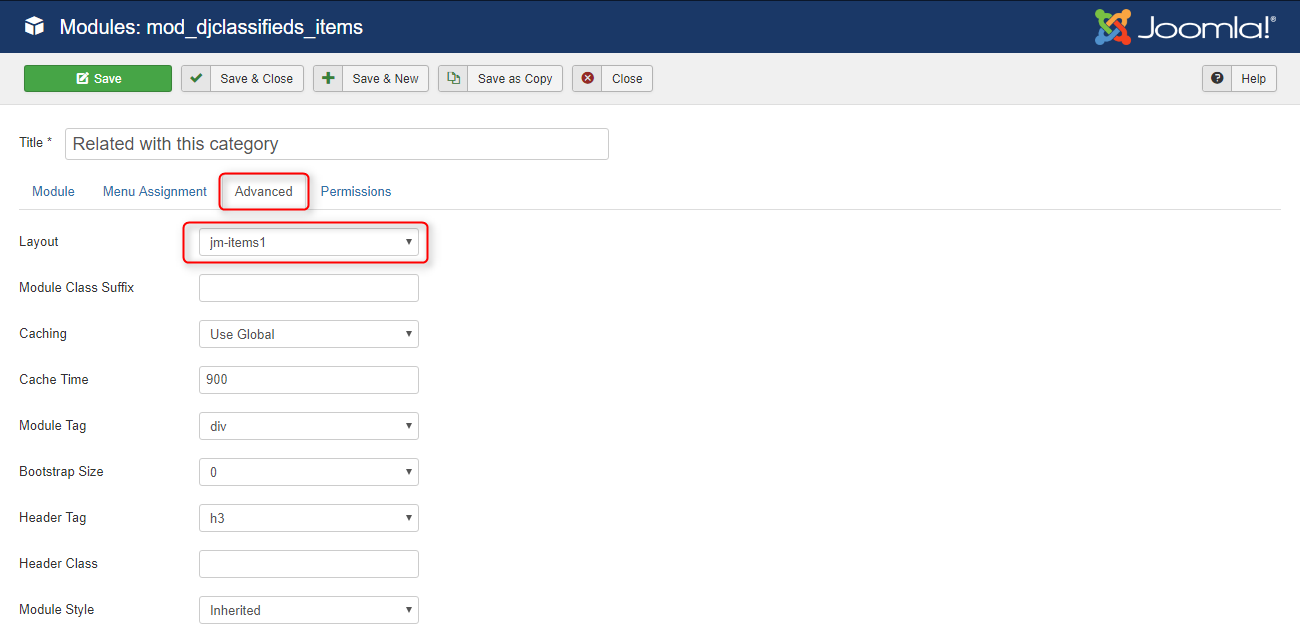 Modules: mod_djclassifieds_items Joomla!®
Save Save & Close Save & New Save as Copy Close Help
Title * Related with this category
Module Menu Assignment Advanced Permissions
Layout jm-items1
Module Class Suffix
Caching Use Global
Cache Time 900
Module Tag div
Bootstrap Size 0
Header Tag h3
Header Class
Module Style Inherited